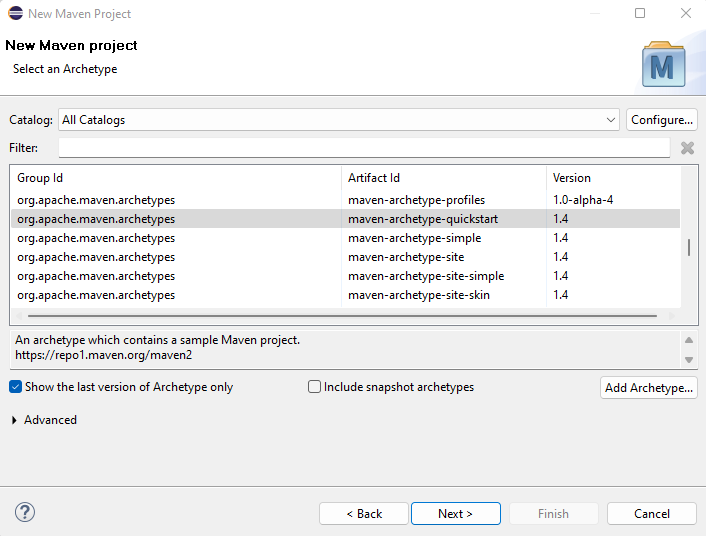 New Maven Project
New Maven project
Select an Archetype
M
Catalog: All Catalogs Configure...
Filter:
Group Id Artifact Id Version
org.apache.maven.archetypes maven-archetype-profiles 1.0-alpha-4
org.apache.maven.archetypes maven-archetype-quickstart 1.4
org.apache.maven.archetypes maven-archetype-simple 1.4
org.apache.maven.archetypes maven-archetype-site 1.4
org.apache.maven.archetypes maven-archetype-site-simple 1.4
org.apache.maven.archetypes maven-archetype-site-skin 1.4
An archetype which contains a sample Maven project.
https://repo1.maven.org/maven2
Show the last version of Archetype only Include snapshot archetypes Add Archetype...
Advanced
? < Back Next > Finish Cancel